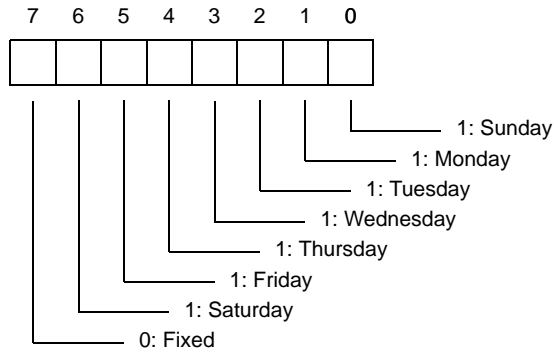 7 6 5 4 3 2 1 0
1: Sunday
1: Monday
1: Tuesday
1: Wednesday
1: Thursday
1: Friday
1: Saturday
0: Fixed